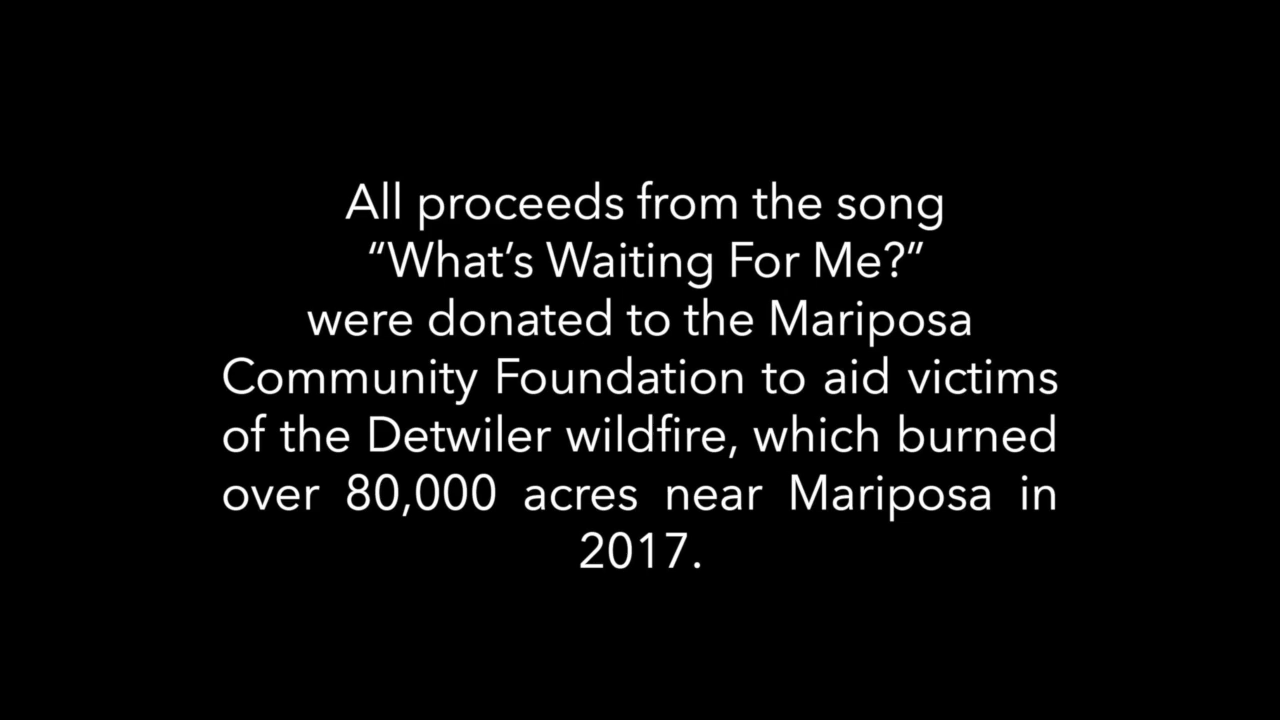 All proceeds from the song
“What’s Waiting For Me?”
were donated to the Mariposa
Community Foundation to aid victims
of the Detwiler wildfire, which burned
over 80,000 acres near Mariposa in
2017.